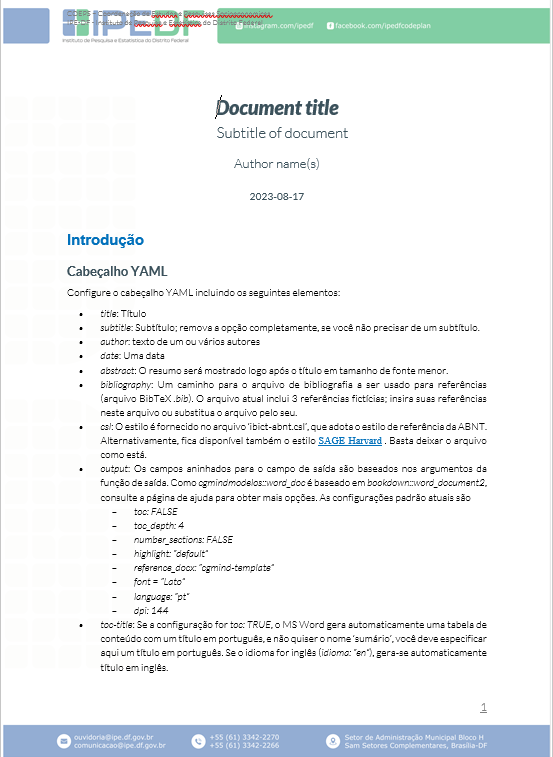 IPEDF
Instituto de Pesquisa e Estatística do Distrito Federal
instagram.com/ipedf
facebook.com/ipedfcodeplan
Document title
Subtitle of document
Author name(s)
2023-08-17
Introdução
Cabeçalho YAML
Configure o cabeçalho YAML incluindo os seguintes elementos:
• title: Título
• subtitle: Subtítulo; remova a opção completamente, se você não precisar de um subtítulo.
• author: texto de um ou vários autores
• date: Uma data
• abstract: O resumo será mostrado logo após o título em tamanho de fonte menor.
• bibliography: Um caminho para o arquivo de bibliografia a ser usado para referências
(arquivo BibTeX .bib). O arquivo atual inclui 3 referências fictícias; insira suas referências
neste arquivo ou substitua o arquivo pelo seu.
• csl: O estilo é fornecido no arquivo 'ibict-abnt.csl', que adota o estilo de referência da ABNT.
Alternativamente, fica disponível também o estilo SAGE Harvard . Basta deixar o arquivo
como está.
• output: Os campos aninhados para o campo de saída são baseados nos argumentos da
função de saída. Como cgmindmodelos::word_doc é baseado em bookdown::word_document2,
consulte a página de ajuda para obter mais opções. As configurações padrão atuais são
– toc: FALSE
– toc_depth: 4
– number_sections: FALSE
– highlight: "default"
– reference_docx: "cgmind-template"
– font = "Lato"
– language: "pt"
– dpi: 144
• toc-title: Se a configuração for toc: TRUE, o MS Word gera automaticamente uma tabela de
conteúdo com um título em português, e não quiser o nome 'sumário', você deve especificar
aqui um título em português. Se o idioma for inglês (idioma: "en"), gera-se automaticamente
título em inglês.
1
ouvidoria@ipe.df.gov.br
comunicacao@ipe.df.gov.br
+55 (61) 3342-2270
+55 (61) 3342-2266
Setor de Administração Municipal Bloco H
Sam Setores Complementares, Brasília-DF